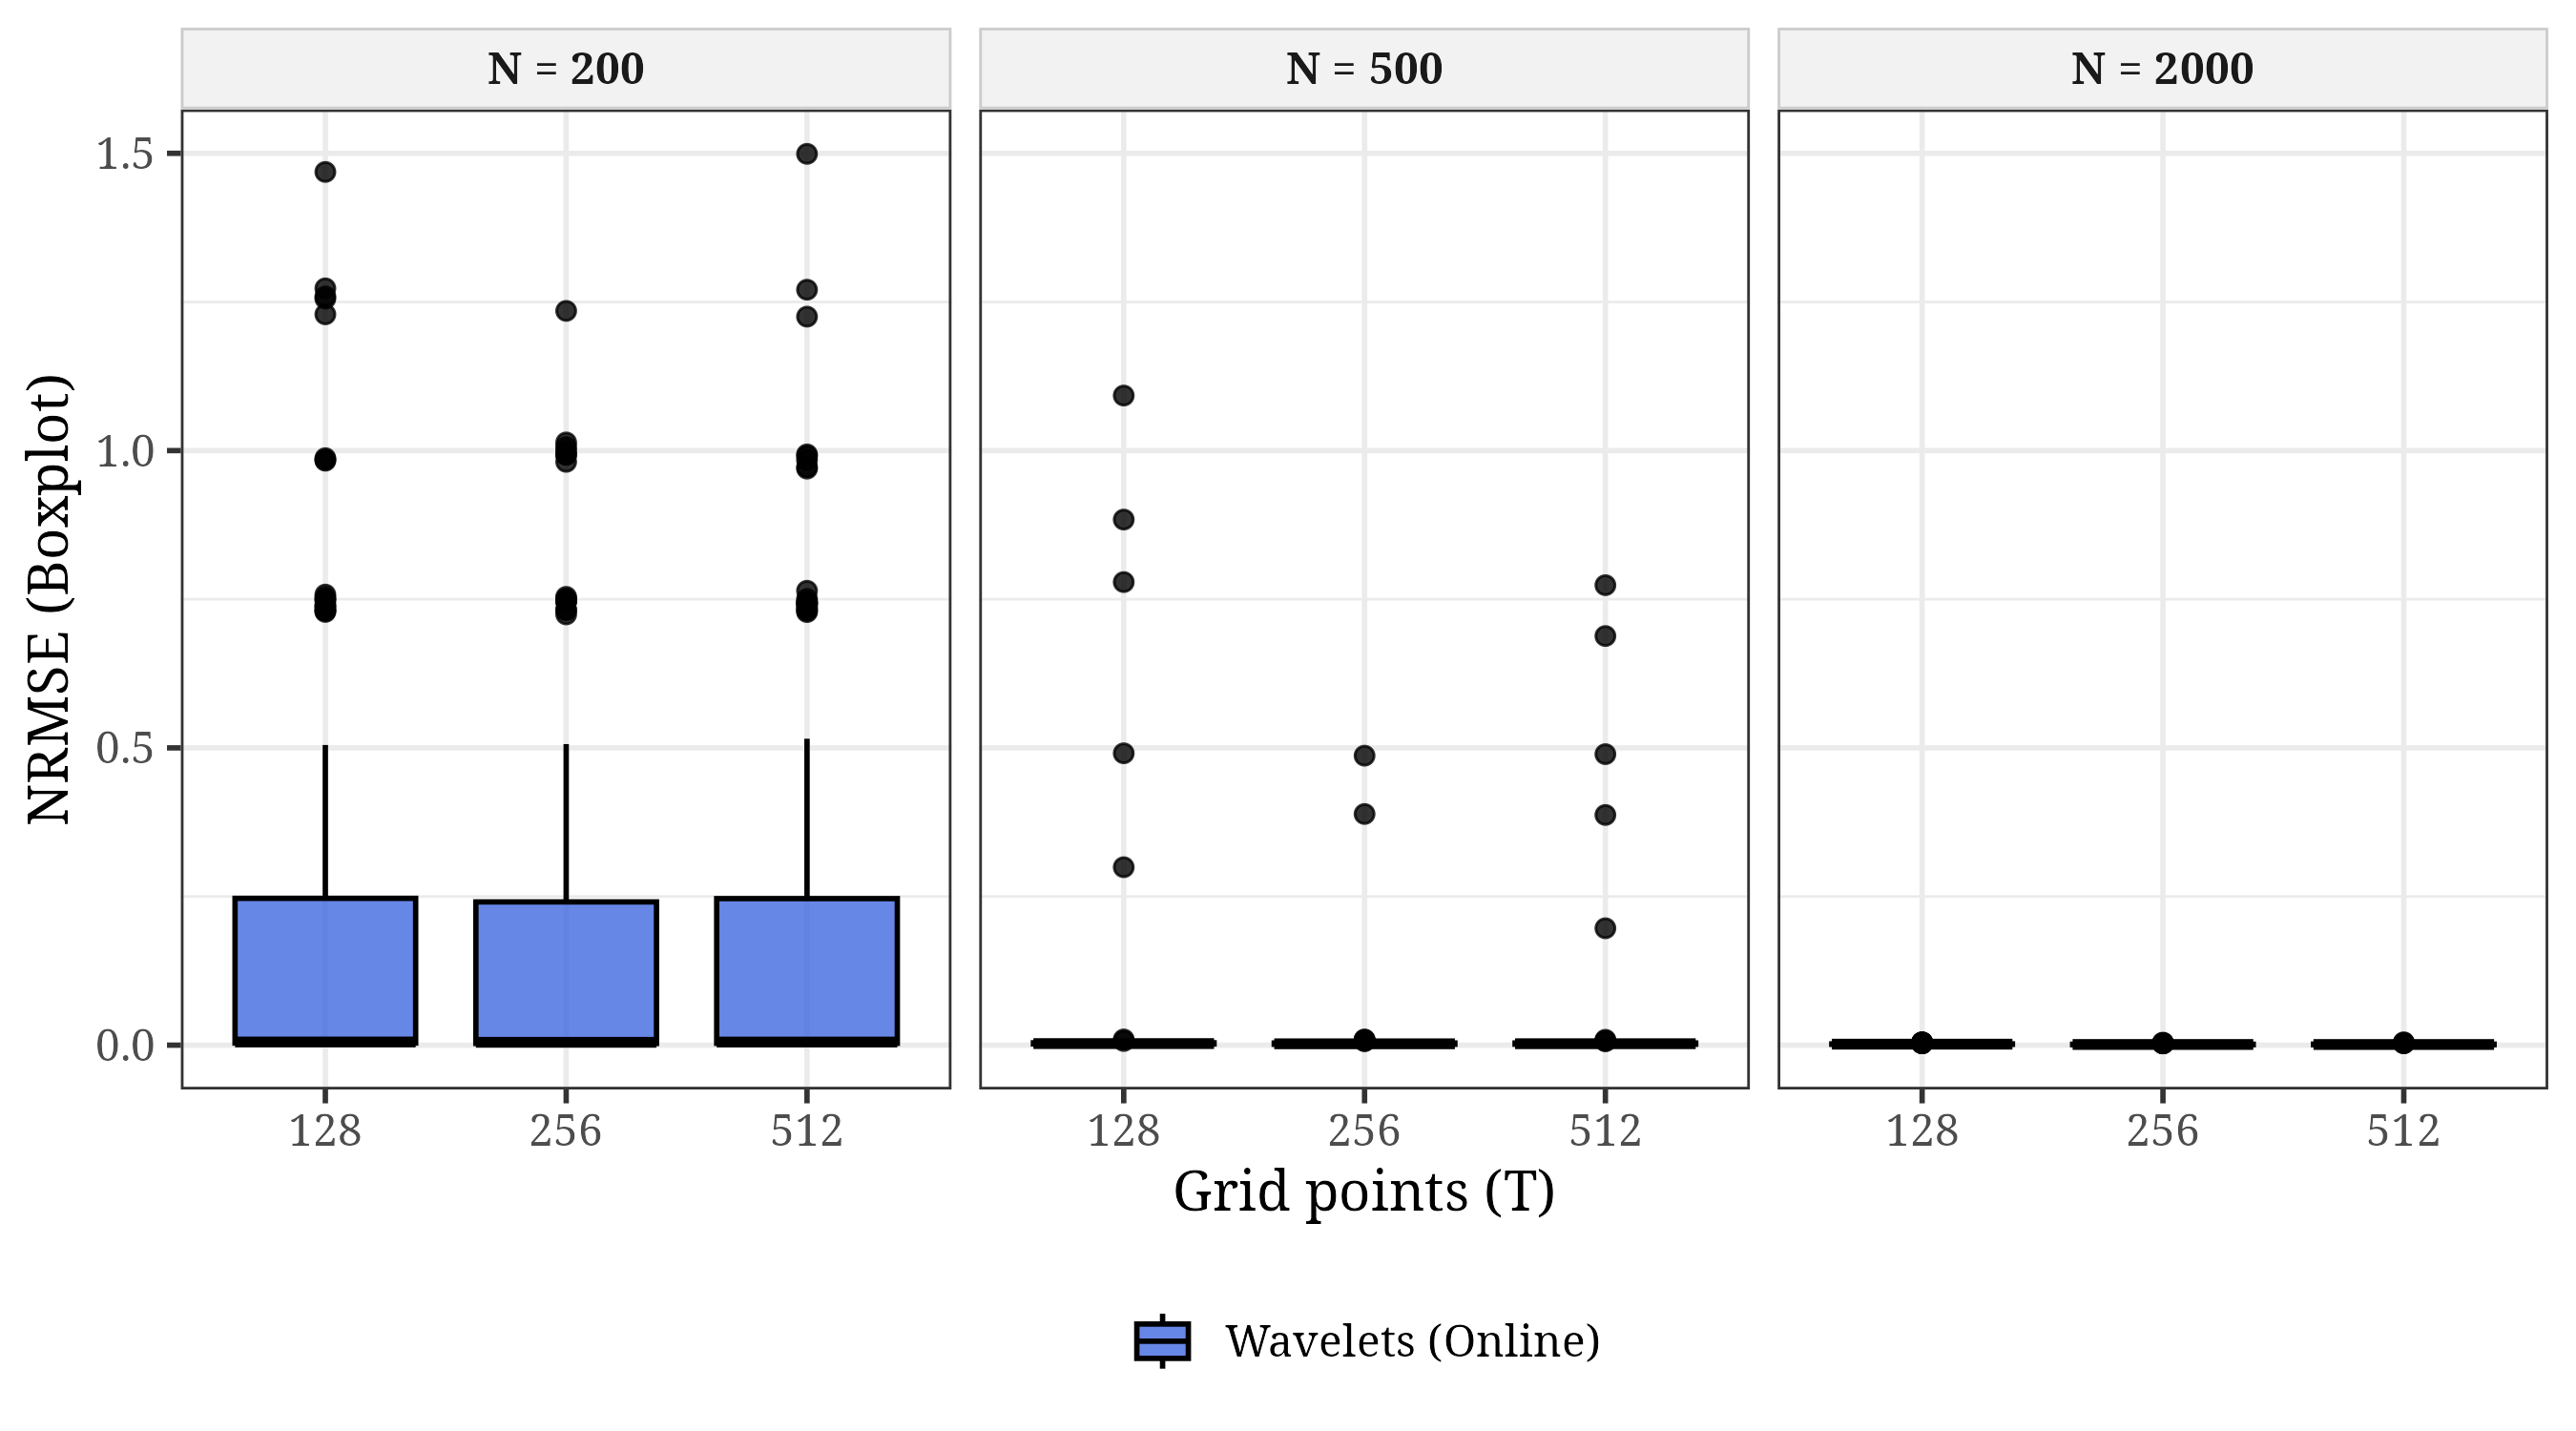 N = 200
N = 500
N = 2000
NRMSE (Boxplot)
1.5
1.0
0.5
0.0
128 256 512
128 256 512
128 256 512
Grid points (T)
Wavelets (Online)